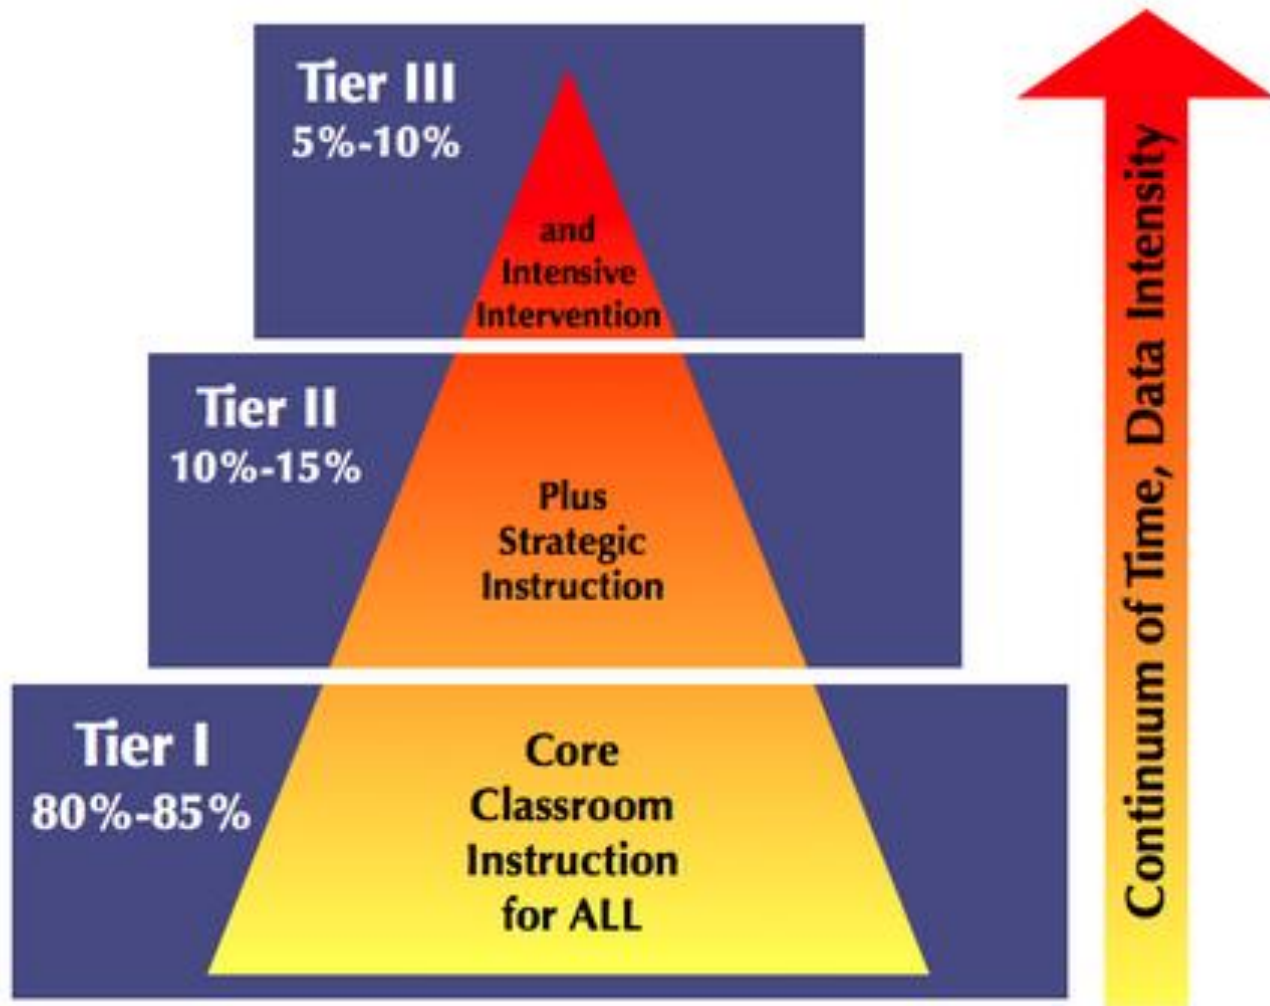 Tier III
5%-10%
and
Intensive
Intervention
Tier II
10%-15%
Plus
Strategic
Instruction
Tier I
80%-85%
Core
Classroom
Instruction
for ALL
Continuum of Time, Data Intensity